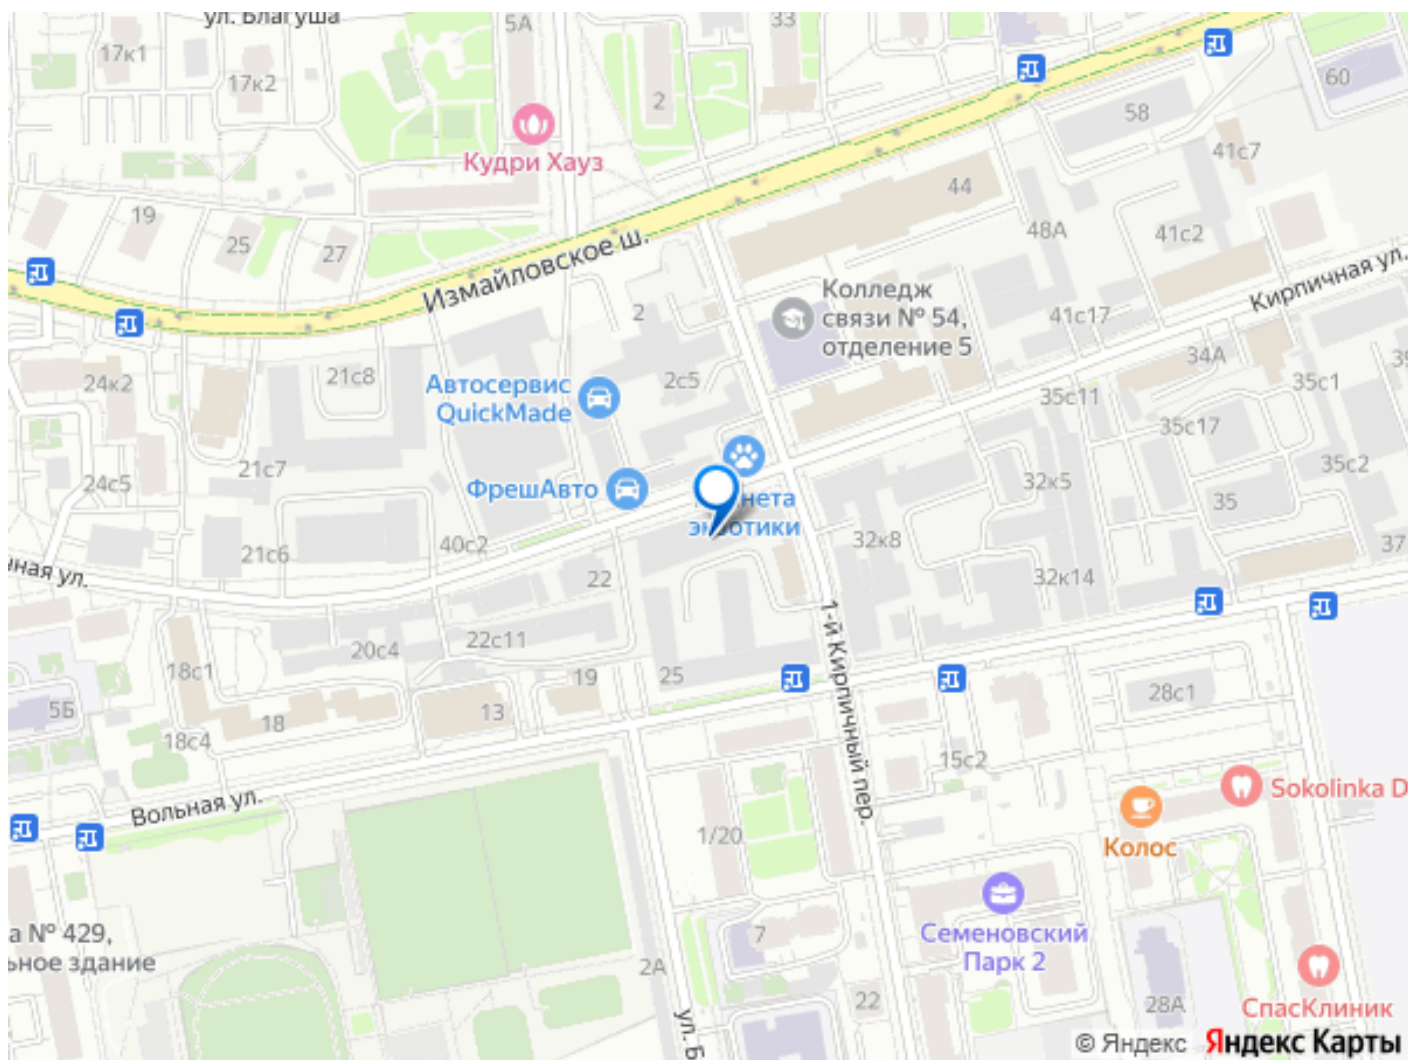 ул. Благуша
5А
33
17к1
17к2
2
60
58
Кудри Хауз
41с7
44
19
25
27
48А
41с2
Измайловское ш.
Кирпичная ул.
Колледж
связи № 54,
отделение 5
2
41с17
34А
24к2
21с8
Автосервис
QuickMade
2с5
35с1
35с11
35с17
21с7
24с5
ФрешАвто
32к5
35с2
35
экзотики
21с6
40с2
32к8
37
ная ул.
22
32к14
1-й Кирпичный пер.
22с11
20с4
18с1
25
19
28с1
5Б
18
13
18с4
15с2
Вольная ул.
Sokolinka D
1/20
Колос
а № 429,
ьное здание
7
Семеновский
Парк 2
2А
22
28А
СпасКлиник
ул. Б
© Яндекс Яндекс Карты